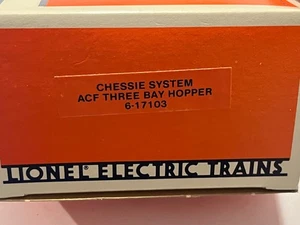 CHESSIE SYSTEM
ACF THREE BAY HOPPER
6-17103
LIONEL® ELECTRIC TRAINS